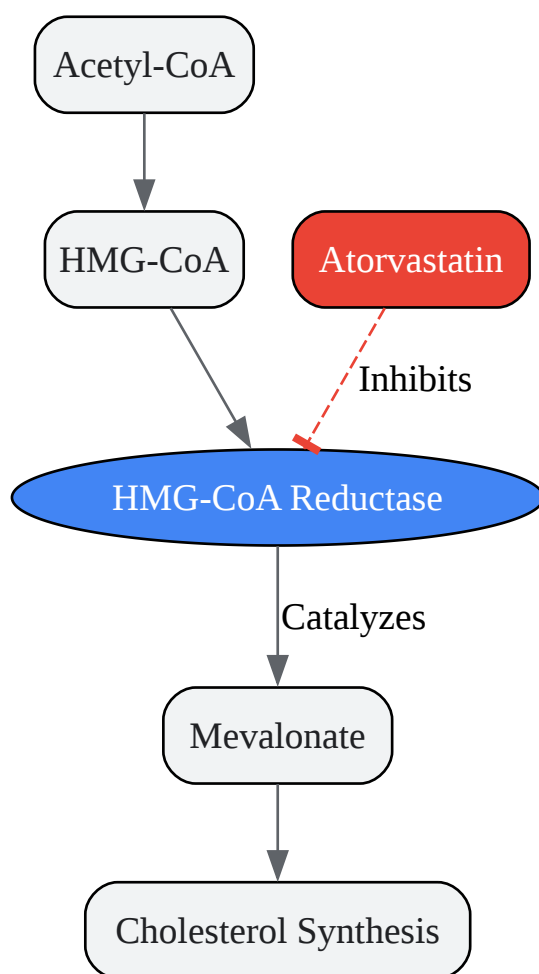 Acetyl-CoA
HMG-CoA
Atorvastatin
Inhibits
HMG-CoA Reductase
Catalyzes
Mevalonate
Cholesterol Synthesis